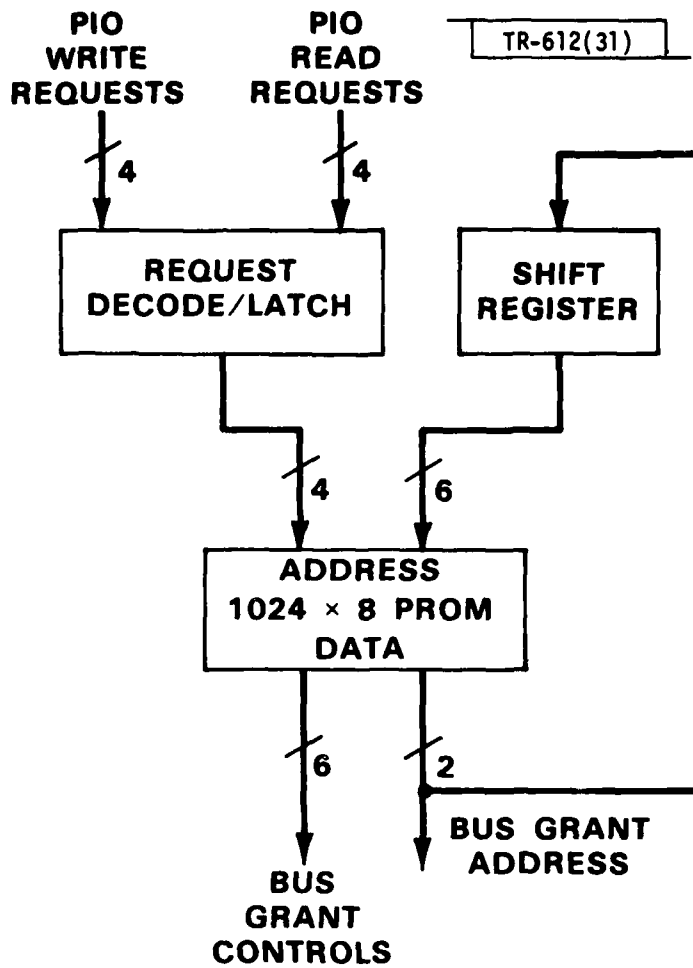 PIO
WRITE
REQUESTS
PIO
READ
REQUESTS
TR-612(31)
4
4
REQUEST
DECODE/LATCH
SHIFT
REGISTER
4
6
ADDRESS
1024 × 8 PROM
DATA
6
2
BUS GRANT
ADDRESS
BUS
GRANT
CONTROLS